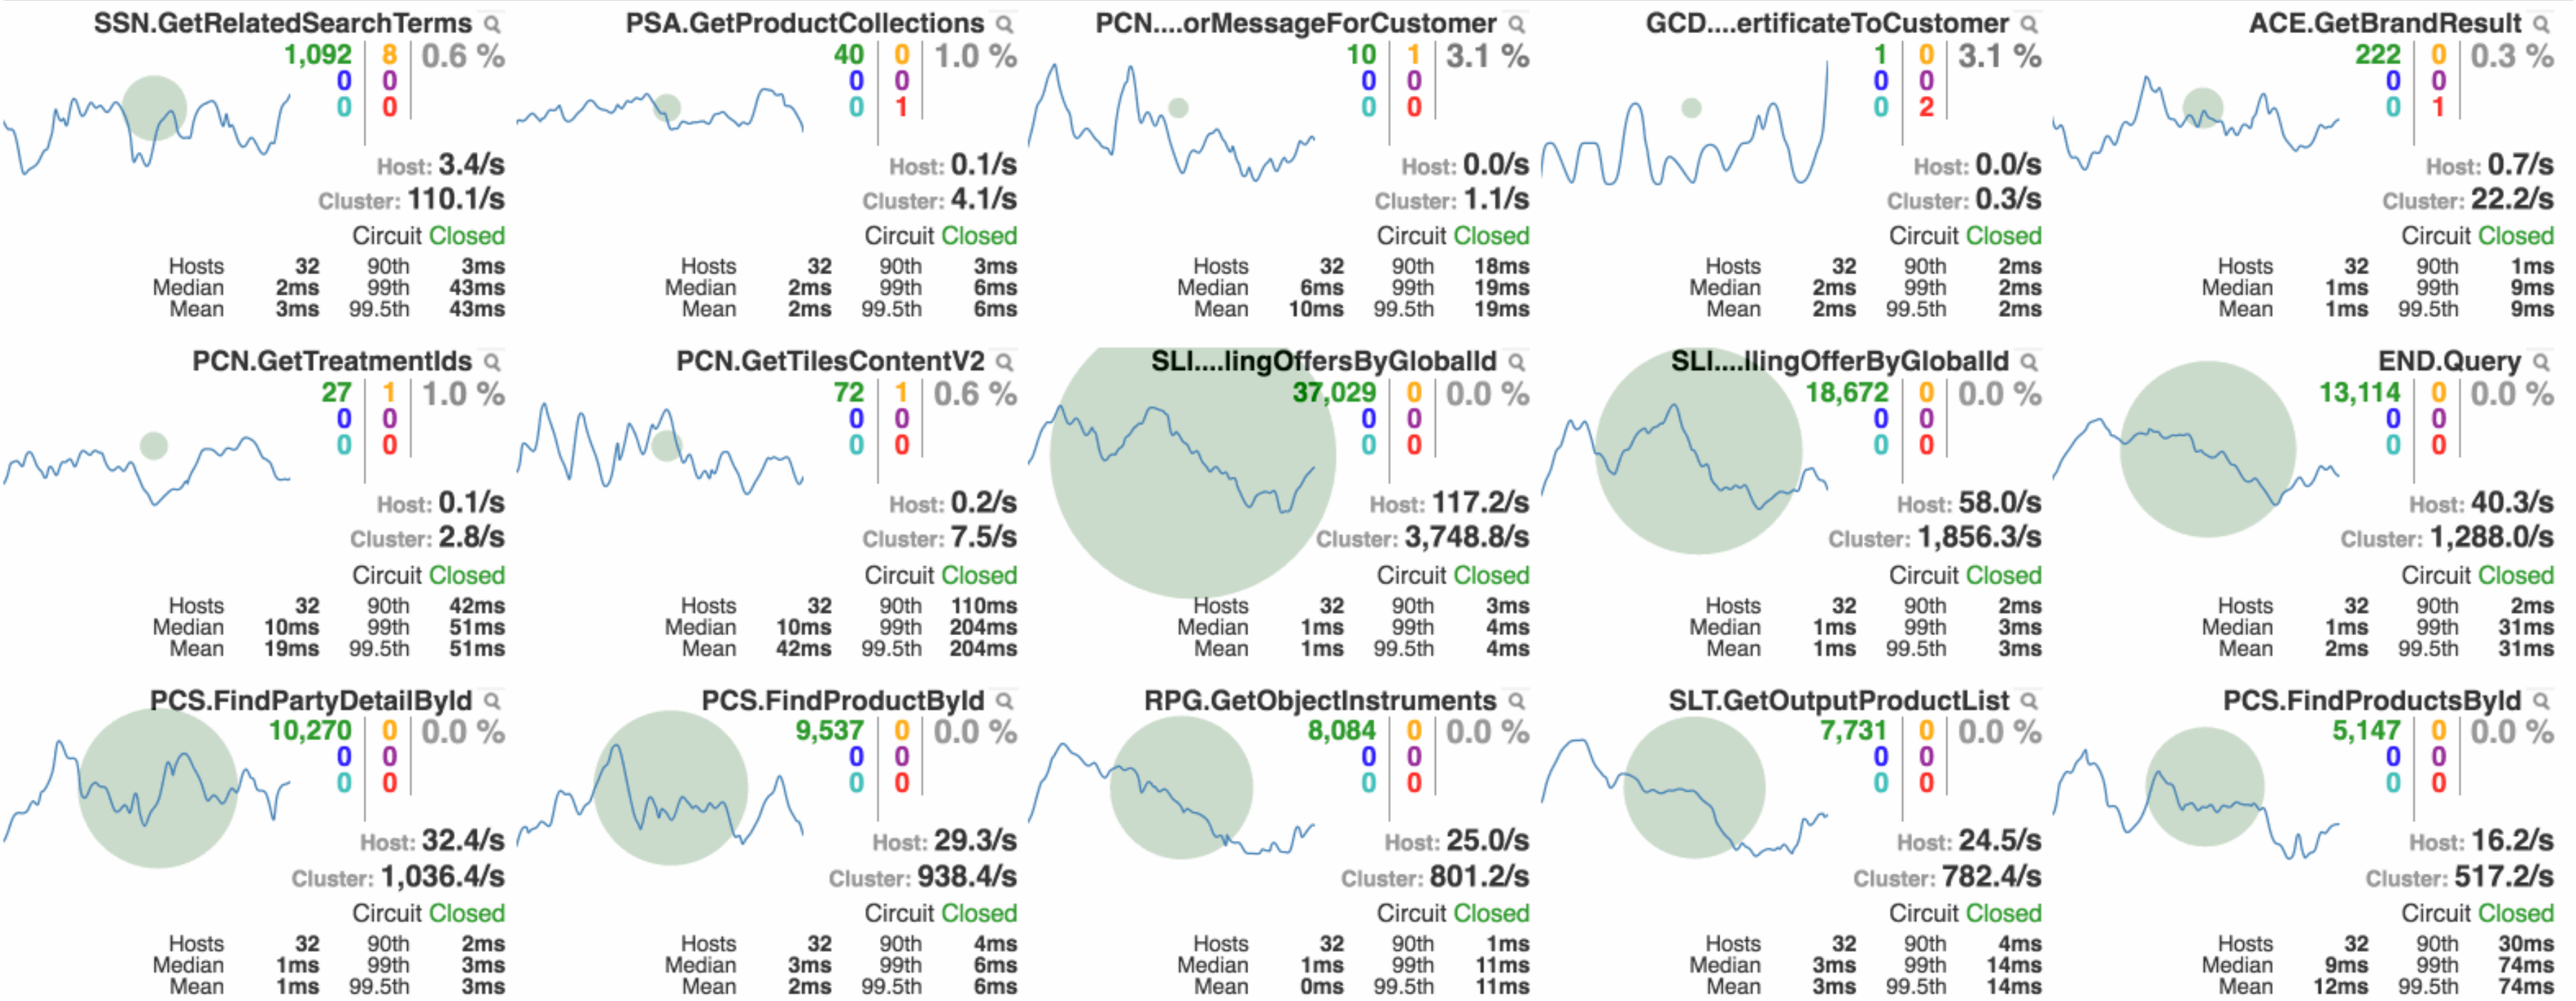 SSN.GetRelatedSearchTerms
1,092 8 0.6 %
0 0
0 0
Host: 3.4/s
Cluster: 110.1/s
Circuit Closed
Hosts 32 90th 3ms
Median 2ms 99th 43ms
Mean 3ms 99.5th 43ms
PSA.GetProductCollections
40 0 1.0 %
0 0
0 1
Host: 0.1/s
Cluster: 4.1/s
Circuit Closed
Hosts 32 90th 3ms
Median 2ms 99th 6ms
Mean 2ms 99.5th 6ms
PCN....orMessageForCustomer
10 1 3.1 %
0 0
0 0
Host: 0.0/s
Cluster: 1.1/s
Circuit Closed
Hosts 32 90th 18ms
Median 6ms 99th 19ms
Mean 10ms 99.5th 19ms
GCD....ertificateToCustomer
1 0 3.1 %
0 0
0 2
Host: 0.0/s
Cluster: 0.3/s
Circuit Closed
Hosts 32 90th 2ms
Median 2ms 99th 2ms
Mean 2ms 99.5th 2ms
ACE.GetBrandResult
222 0 0.3 %
0 0
0 1
Host: 0.7/s
Cluster: 22.2/s
Circuit Closed
Hosts 32 90th 1ms
Median 1ms 99th 9ms
Mean 1ms 99.5th 9ms
PCN.GetTreatmentIds
27 1 1.0 %
0 0
0 0
Host: 0.1/s
Cluster: 2.8/s
Circuit Closed
Hosts 32 90th 42ms
Median 10ms 99th 51ms
Mean 19ms 99.5th 51ms
PCN.GetTilesContentV2
72 1 0.6 %
0 0
0 0
Host: 0.2/s
Cluster: 7.5/s
Circuit Closed
Hosts 32 90th 110ms
Median 10ms 99th 204ms
Mean 42ms 99.5th 204ms
SLI....lingOffersByGlobalId
37,029 0 0.0 %
0 0
0 0
Host: 117.2/s
Cluster: 3,748.8/s
Circuit Closed
Hosts 32 90th 3ms
Median 1ms 99th 4ms
Mean 1ms 99.5th 4ms
SLI....llingOfferByGlobalId
18,672 0 0.0 %
0 0
0 0
Host: 58.0/s
Cluster: 1,856.3/s
Circuit Closed
Hosts 32 90th 2ms
Median 1ms 99th 3ms
Mean 1ms 99.5th 3ms
END.Query
13,114 0 0.0 %
0 0
0 0
Host: 40.3/s
Cluster: 1,288.0/s
Circuit Closed
Hosts 32 90th 2ms
Median 1ms 99th 31ms
Mean 2ms 99.5th 31ms
PCS.FindPartyDetailById
10,270 0 0.0 %
0 0
0 0
Host: 32.4/s
Cluster: 1,036.4/s
Circuit Closed
Hosts 32 90th 2ms
Median 1ms 99th 3ms
Mean 1ms 99.5th 3ms
PCS.FindProductById
9,537 0 0.0 %
0 0
0 0
Host: 29.3/s
Cluster: 938.4/s
Circuit Closed
Hosts 32 90th 4ms
Median 3ms 99th 6ms
Mean 2ms 99.5th 6ms
RPG.GetObjectInstruments
8,084 0 0.0 %
0 0
0 0
Host: 25.0/s
Cluster: 801.2/s
Circuit Closed
Hosts 32 90th 1ms
Median 1ms 99th 11ms
Mean 0ms 99.5th 11ms
SLT.GetOutputProductList
7,731 0 0.0 %
0 0
0 0
Host: 24.5/s
Cluster: 782.4/s
Circuit Closed
Hosts 32 90th 4ms
Median 3ms 99th 14ms
Mean 3ms 99.5th 14ms
PCS.FindProductsById
5,147 0 0.0 %
0 0
0 0
Host: 16.2/s
Cluster: 517.2/s
Circuit Closed
Hosts 32 90th 30ms
Median 9ms 99th 74ms
Mean 12ms 99.5th 74ms